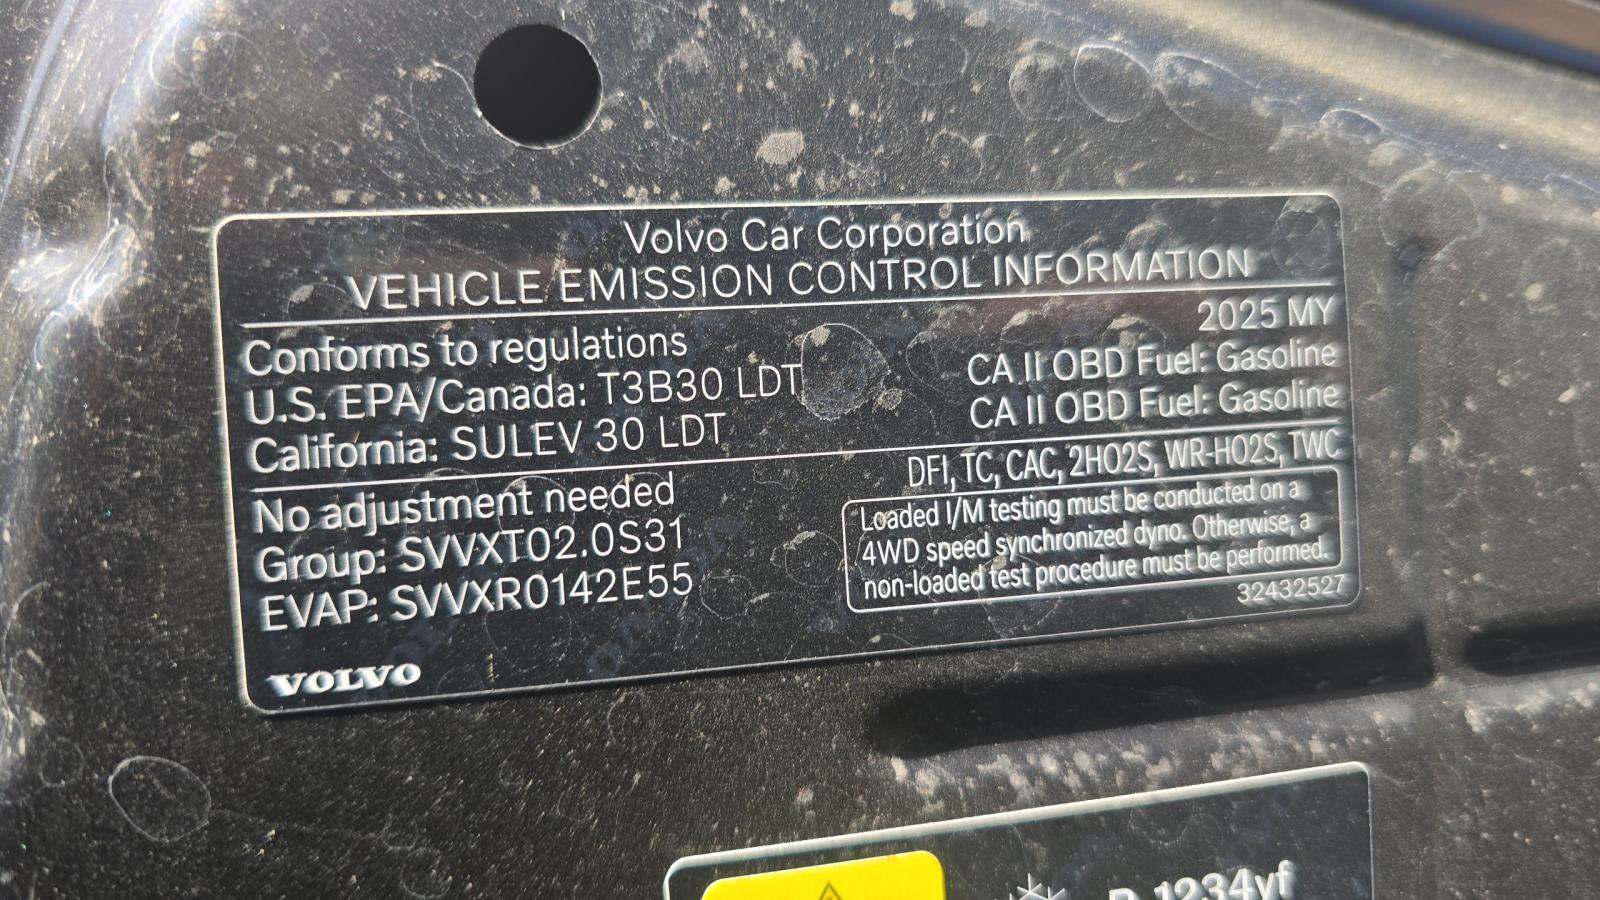 Volvo Car Corporation
VEHICLE EMISSION CONTROL INFORMATION
2025 MY
Conforms to regulations
U.S. EPA/Canada: T3B30 LDT
CA II OBD Fuel: Gasoline
California: SULEV 30 LDT
CA II OBD Fuel: Gasoline
No adjustment needed
DFI, TC, CAC, 2HO2S, WR-HO2S, TWC
Group: SVVXT02.0S31
EVAP: SVVXR0142E55
Loaded I/M testing must be conducted on a
4WD speed synchronized dyno. Otherwise, a
non-loaded test procedure must be performed.
32432527
VOLVO
R-1234yf